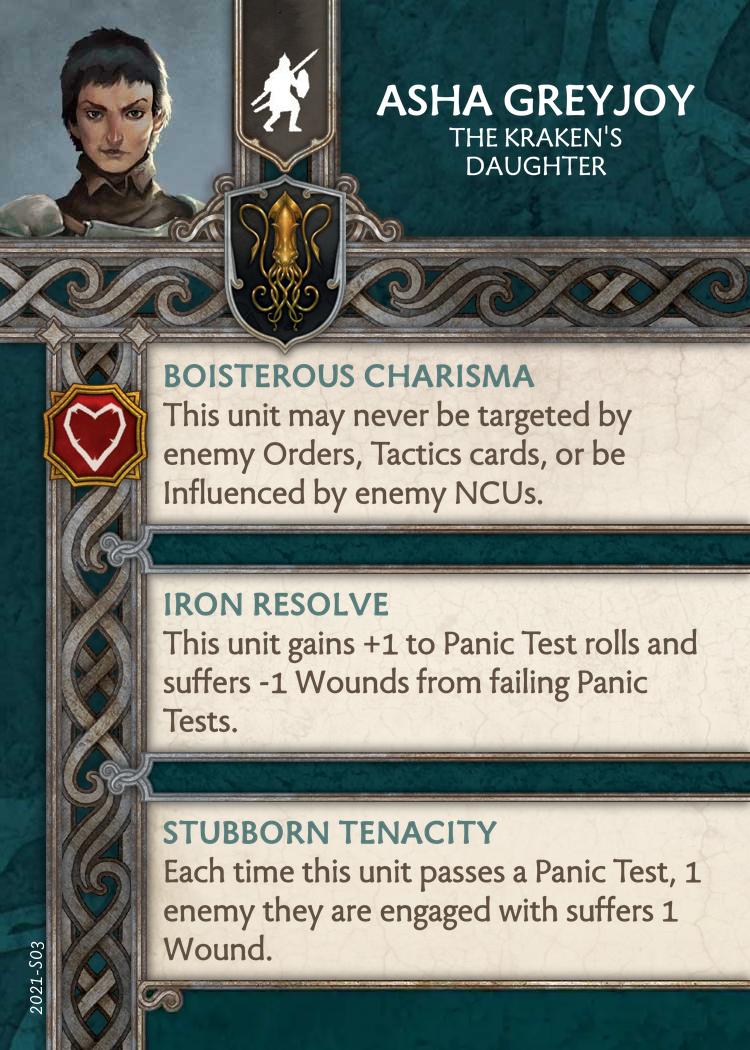 ASHA GREYJOY
THE KRAKEN'S
DAUGHTER
BOISTEROUS CHARISMA
This unit may never be targeted by
enemy Orders, Tactics cards, or be
Influenced by enemy NCUs.
IRON RESOLVE
This unit gains +1 to Panic Test rolls and
suffers -1 Wounds from failing Panic
Tests.
STUBBORN TENACITY
Each time this unit passes a Panic Test, 1
enemy they are engaged with suffers 1
Wound.
2021-S03